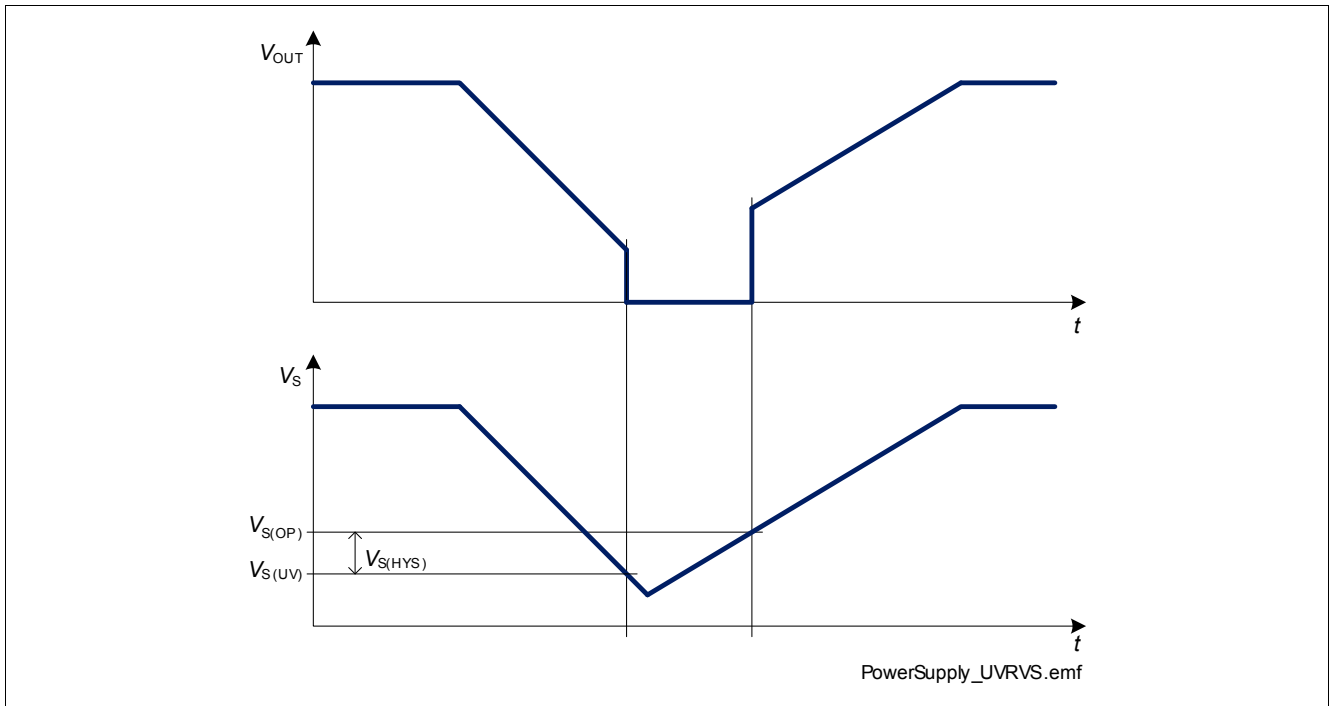 VOUT
t
VS
VS(OP)
VS(HYS)
VS(UV)
t
PowerSupply_UVRVS.emf